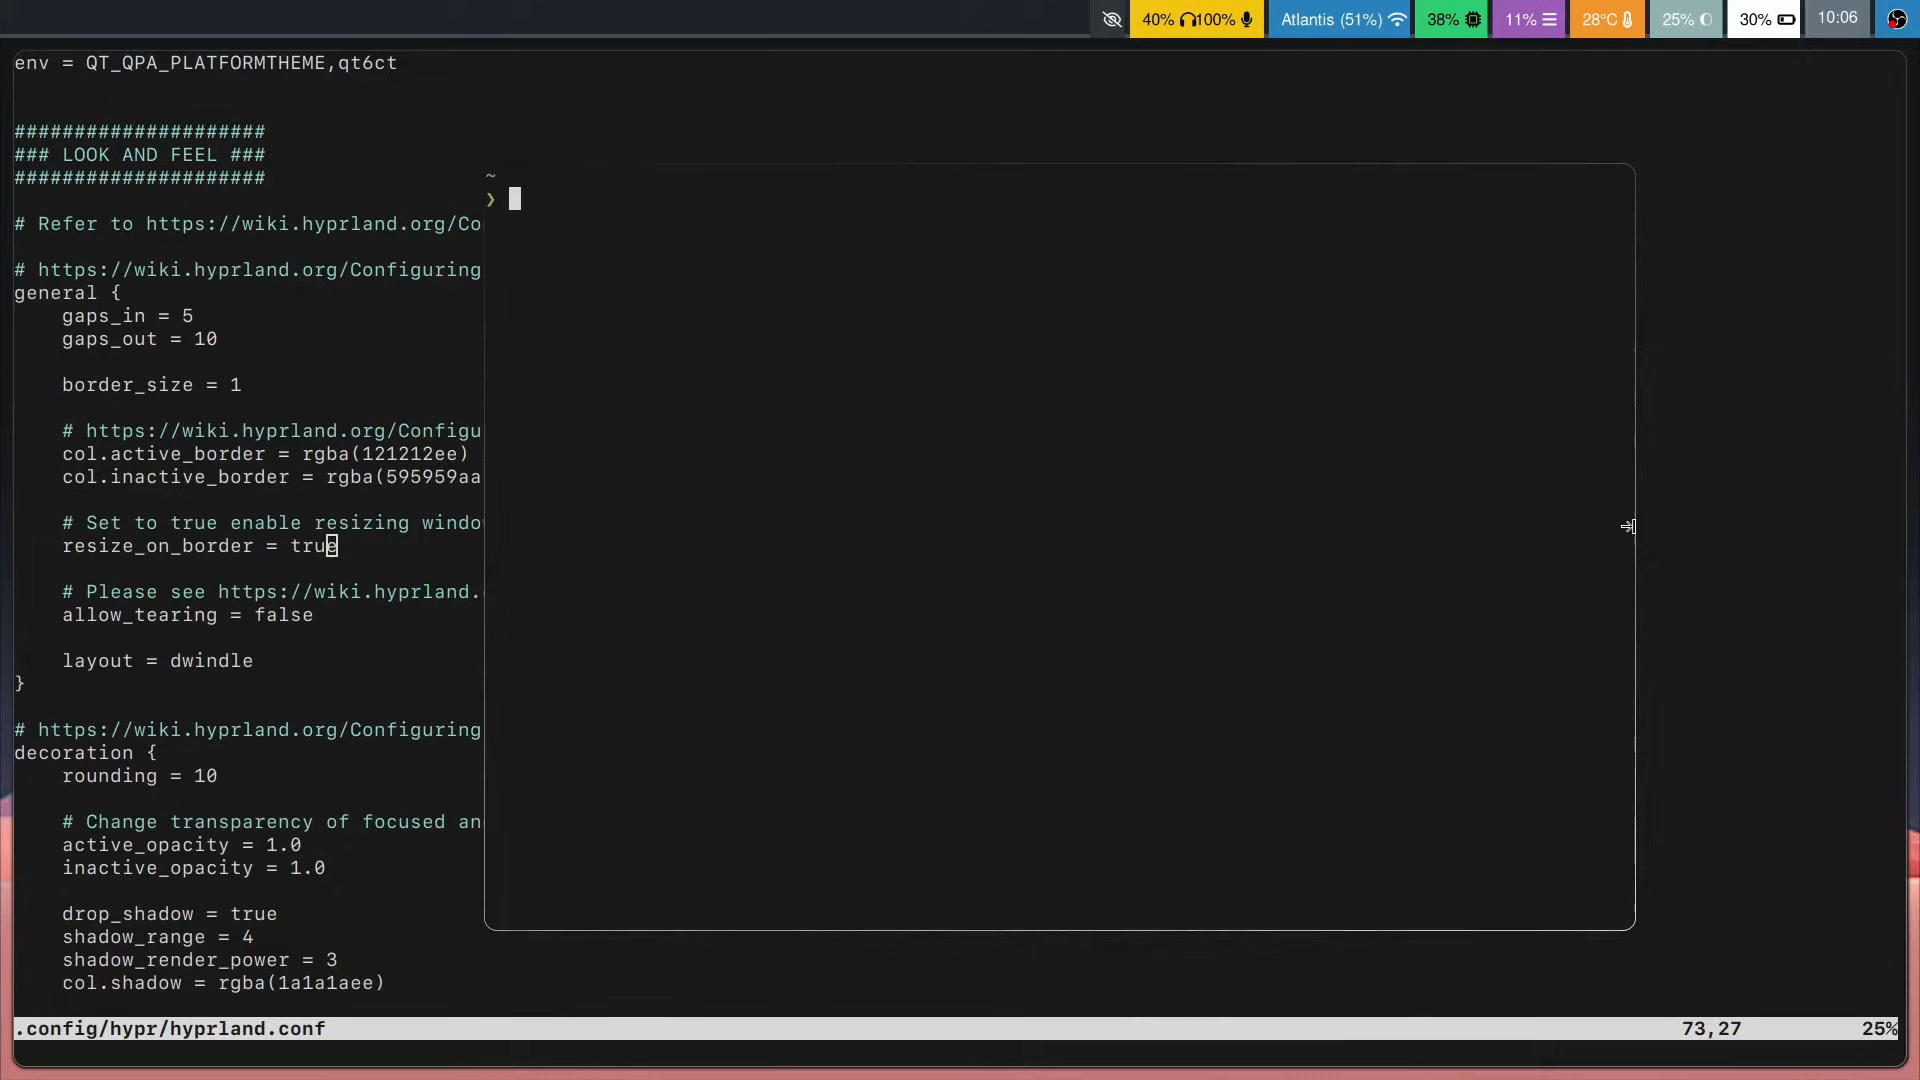 40% 100% Atlantis (51%) 38% 11% 28°C 25% 30% 10:06
env = QT_QPA_PLATFORMTHEME,qt6ct
#####################
### LOOK AND FEEL ###
#####################
~
❯
# Refer to https://wiki.hyprland.org/Co
# https://wiki.hyprland.org/Configuring
general {
gaps_in = 5
gaps_out = 10
border_size = 1
# https://wiki.hyprland.org/Configu
col.active_border = rgba(121212ee)
col.inactive_border = rgba(595959aa
# Set to true enable resizing windo
resize_on_border = true
# Please see https://wiki.hyprland.
allow_tearing = false
layout = dwindle
}
# https://wiki.hyprland.org/Configuring
decoration {
rounding = 10
# Change transparency of focused an
active_opacity = 1.0
inactive_opacity = 1.0
drop_shadow = true
shadow_range = 4
shadow_render_power = 3
col.shadow = rgba(1a1a1aee)
.config/hypr/hyprland.conf 73,27 25%